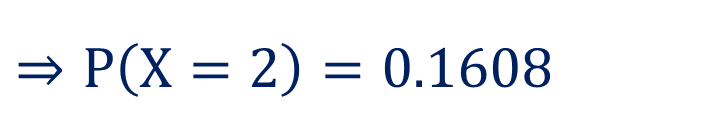 ⇒ P(X = 2) = 0.1608